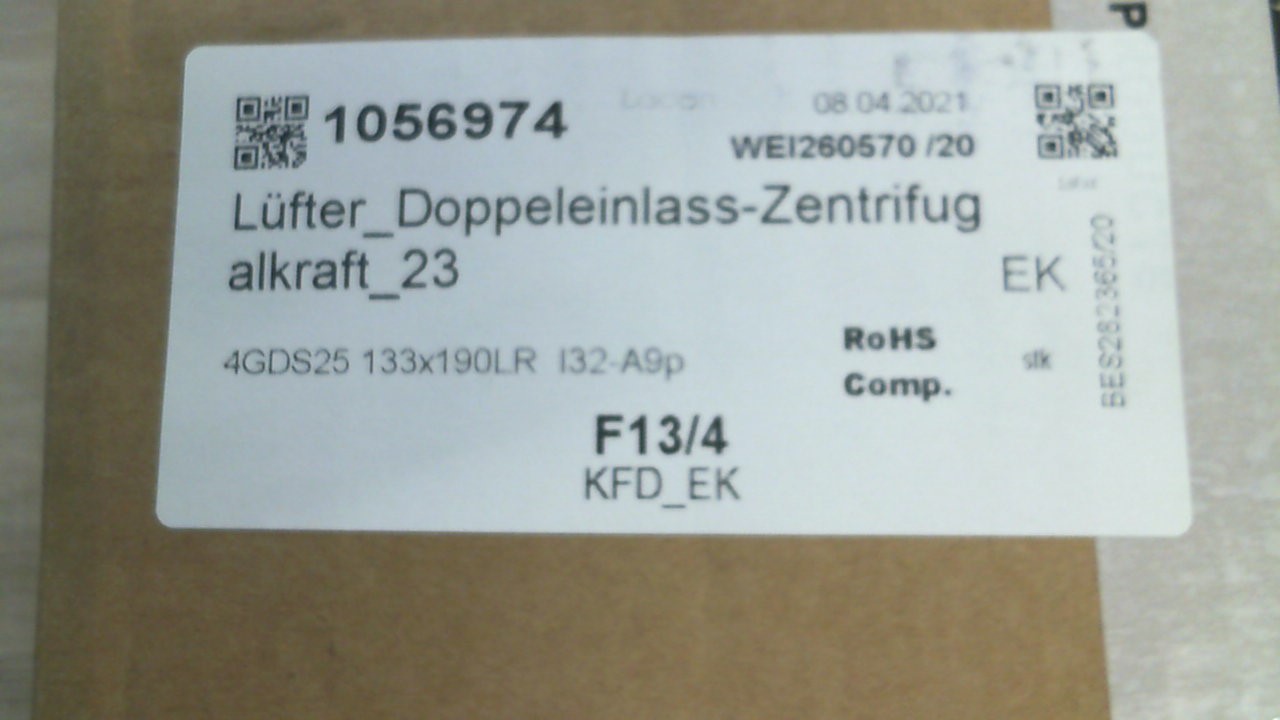 P
1056974
08.04.2021
WEI260570 /20
Lüfter_Doppeleinlass-Zentrifug
alkraft_23
EK
4GDS25 133x190LR I32-A9p
RoHS
Comp.
stk
BES282365/20
F13/4
KFD_EK